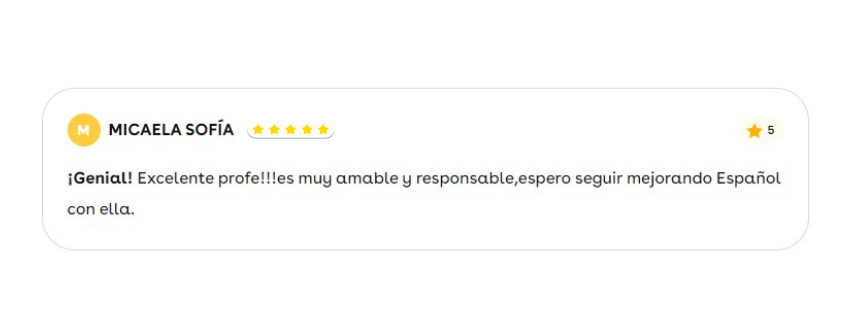 M MICAELA SOFÍA 5
¡Genial! Excelente profe!!!es muy amable y responsable,espero seguir mejorando Español
con ella.